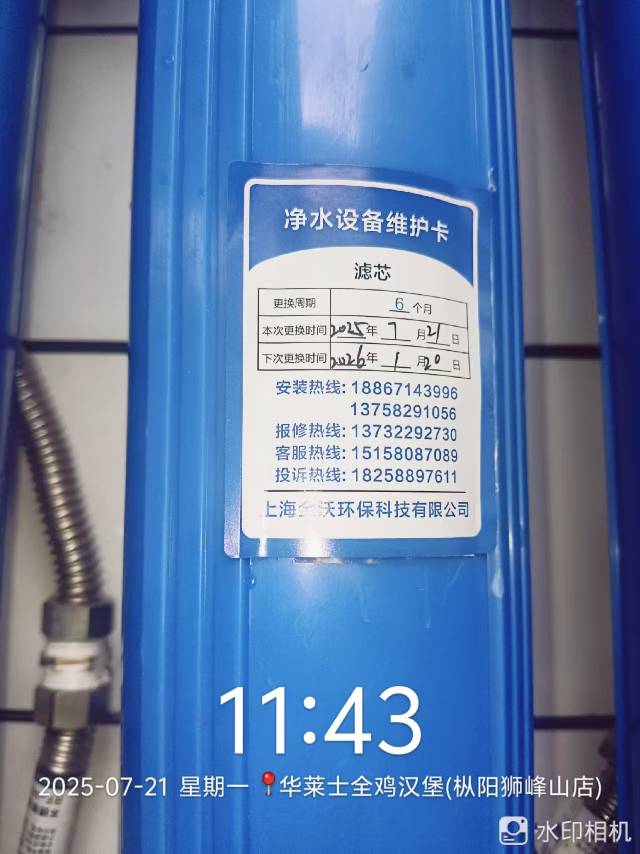 净水设备维护卡
滤芯
更换周期 6 个月
本次更换时间 2025年 7 月 21 日
下次更换时间 2026年 1 月 20 日
安装热线: 18867143996
13758291056
报修热线: 13732292730
客服热线: 15158087089
投诉热线: 18258897611
上海全沃环保科技有限公司
11:43
2025-07-21 星期一 华莱士全鸡汉堡(枞阳狮峰山店)
水印相机